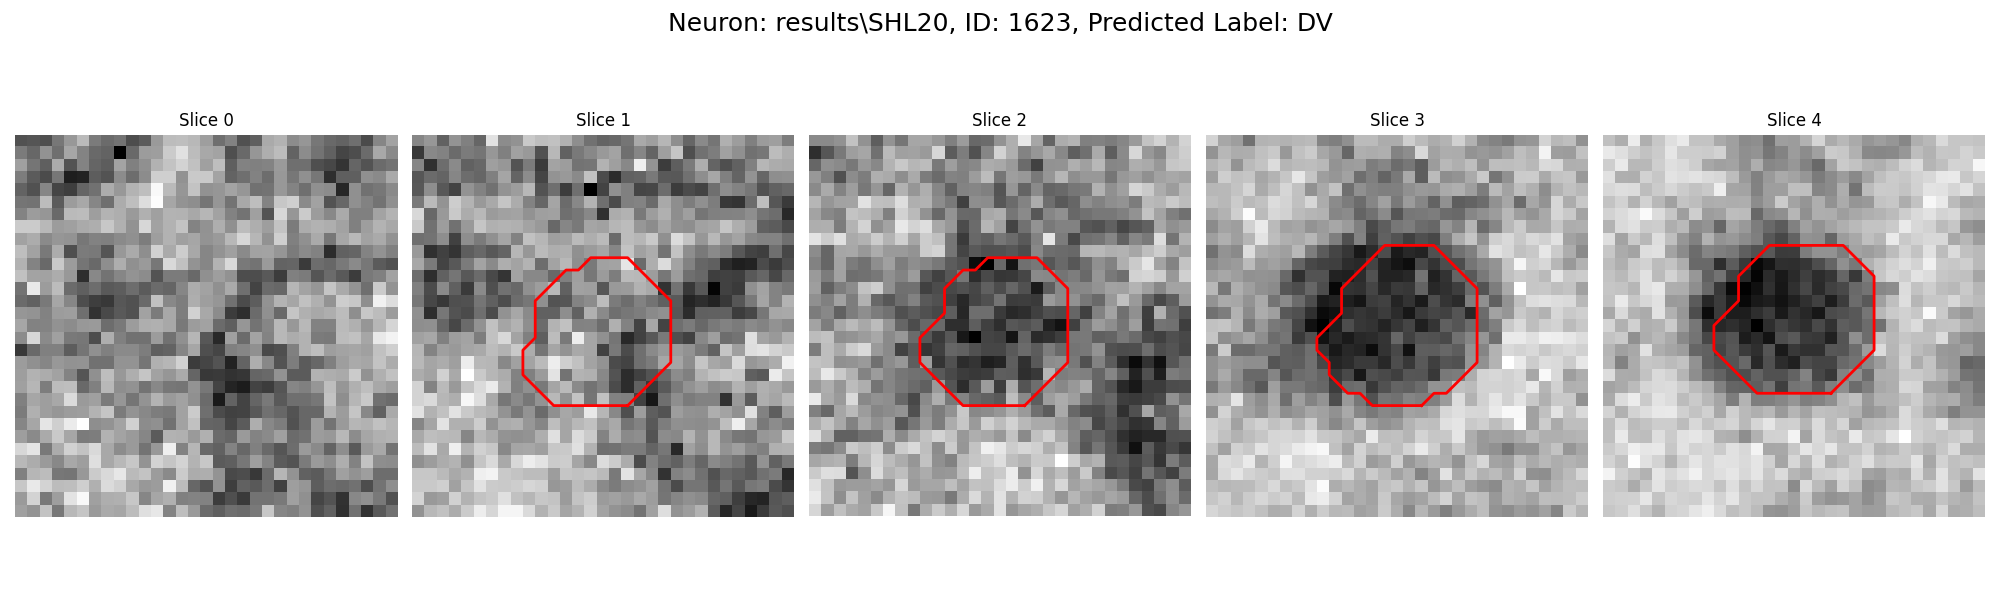 Neuron: results\SHL20, ID: 1623, Predicted Label: DV
Slice 0
Slice 1
Slice 2
Slice 3
Slice 4